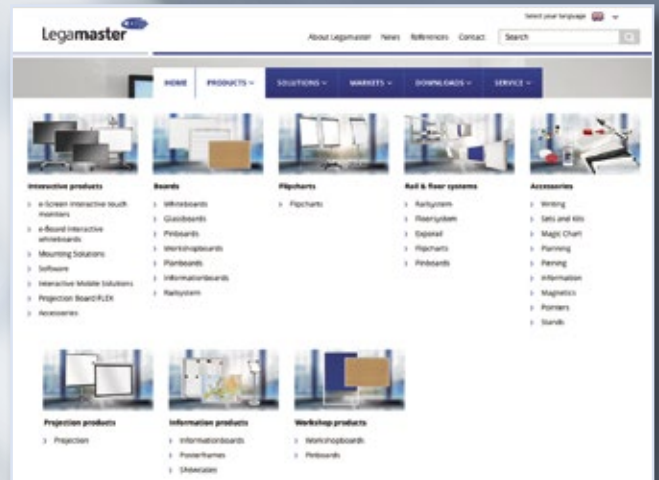 Select your language
Legamaster
About Legamaster News References Contact Search
HOME PRODUCTS SOLUTIONS MARKETS DOWNLOADS SERVICE
Interactive products
> e-Screen interactive touch
monitors
> e-Board interactive
whiteboards
> Mounting Solutions
> Software
> Interactive Mobile Solutions
> Projection Board FLEX
> Accessories
Boards
> Whiteboards
> Glassboards
> Pinboards
> Workshopboards
> Planboards
> Informationboards
> Railsystem
Flipcharts
> Flipcharts
Rail & floor systems
> Railsystem
> Floorsystem
> Exporail
> Flipcharts
> Pinboards
Accessories
> Writing
> Sets and Kits
> Magic Chart
> Planning
> Pinning
> Information
> Magnetics
> Pointers
> Stands
Projection products
> Projection
Information products
> Informationboards
> Posterframes
> Showcases
Workshop products
> Workshopboards
> Pinboards